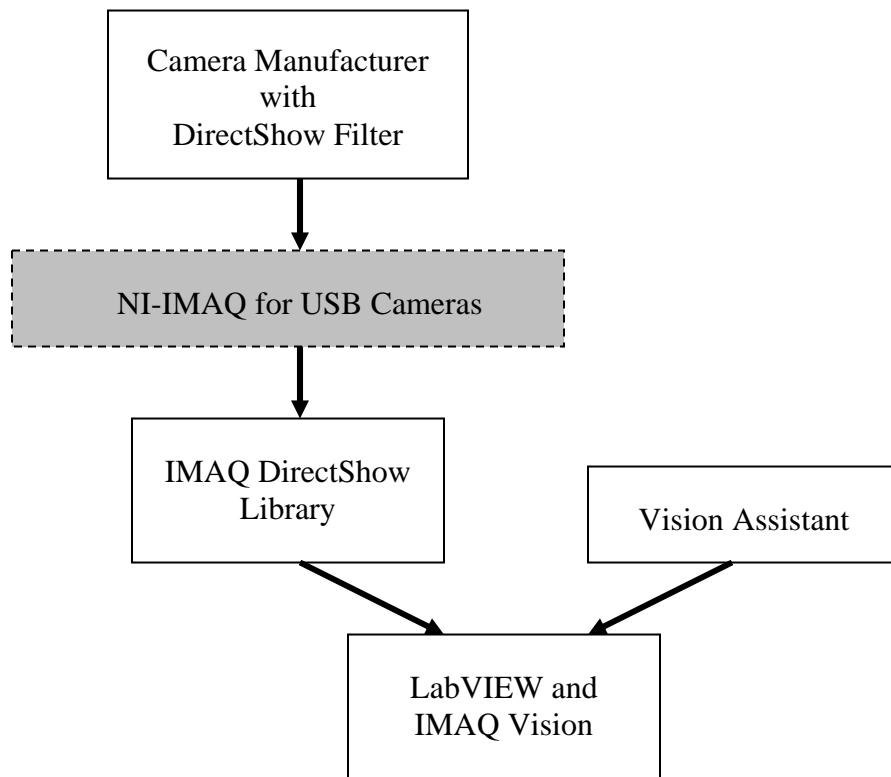 Camera Manufacturer
with
DirectShow Filter
NI-IMAQ for USB Cameras
IMAQ DirectShow
Library
Vision Assistant
LabVIEW and
IMAQ Vision